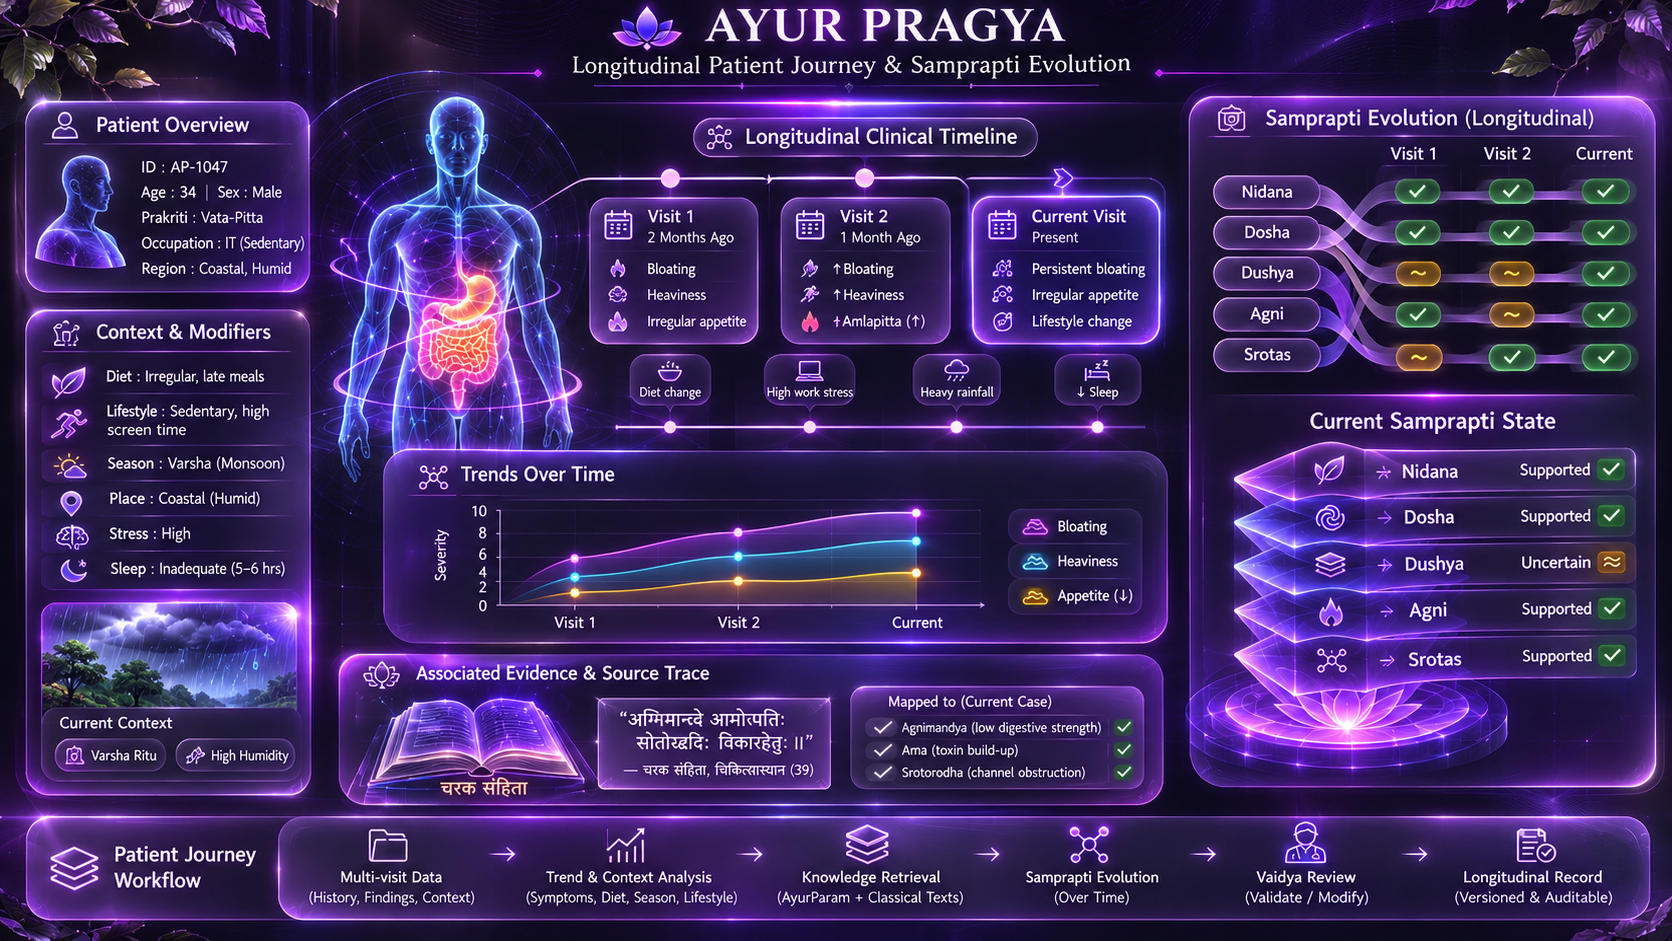 AYUR PRAGYA
Longitudinal Patient Journey & Samprapti Evolution
Patient Overview
ID : AP-1047
Age : 34 | Sex : Male
Prakriti : Vata-Pitta
Occupation : IT (Sedentary)
Region : Coastal, Humid
Context & Modifiers
Diet : Irregular, late meals
Lifestyle : Sedentary, high
screen time
Season : Varsha (Monsoon)
Place : Coastal (Humid)
Stress : High
Sleep : Inadequate (5–6 hrs)
Current Context
Varsha Ritu
High Humidity
Longitudinal Clinical Timeline
Visit 1
2 Months Ago
Bloating
Heaviness
Irregular appetite
Visit 2
1 Month Ago
↑ Bloating
↑ Heaviness
+ Amlapitta (↑)
Current Visit
Present
Persistent bloating
Irregular appetite
Lifestyle change
Diet change
High work stress
Heavy rainfall
↓ Sleep
Trends Over Time
Severity
10
8
6
4
2
0
Visit 1
Visit 2
Current
Bloating
Heaviness
Appetite (↓)
Associated Evidence & Source Trace
चरक संहिता
— चरक संहिता, चिकित्सास्थान (39)
Mapped to (Current Case)
Agnimandya (low digestive strength)
Ama (toxin build-up)
Srotorodha (channel obstruction)
Samprapti Evolution (Longitudinal)
Visit 1 Visit 2 Current
Nidana
Dosha
Dushya
Agni
Srotas
Current Samprapti State
Nidana Supported
Dosha Supported
Dushya Uncertain
Agni Supported
Srotas Supported
Patient Journey
Workflow
Multi-visit Data
(History, Findings, Context)
Trend & Context Analysis
(Symptoms, Diet, Season, Lifestyle)
Knowledge Retrieval
(AyurParam + Classical Texts)
Samprapti Evolution
(Over Time)
Vaidya Review
(Validate / Modify)
Longitudinal Record
(Versioned & Auditable)